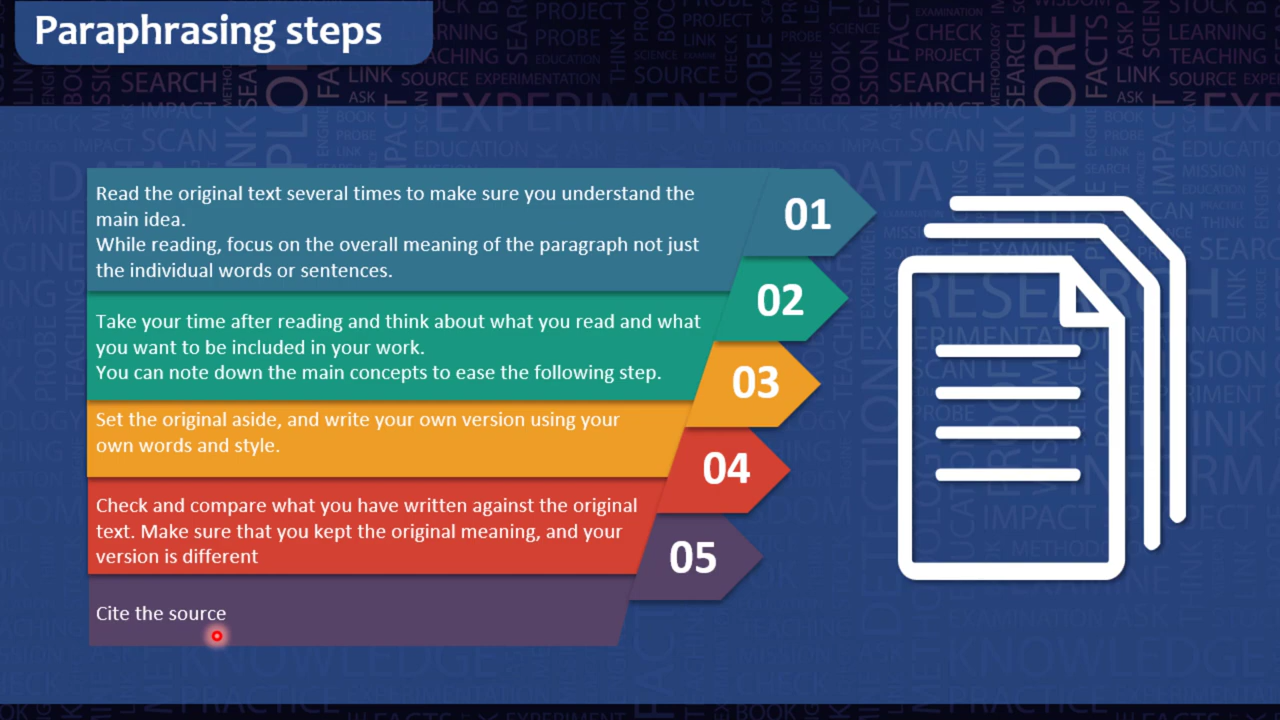 Paraphrasing steps
Read the original text several times to make sure you understand the
main idea.
While reading, focus on the overall meaning of the paragraph not just
the individual words or sentences.
01
Take your time after reading and think about what you read and what
you want to be included in your work.
You can note down the main concepts to ease the following step.
02
Set the original aside, and write your own version using your
own words and style.
03
Check and compare what you have written against the original
text. Make sure that you kept the original meaning, and your
version is different
04
Cite the source
05